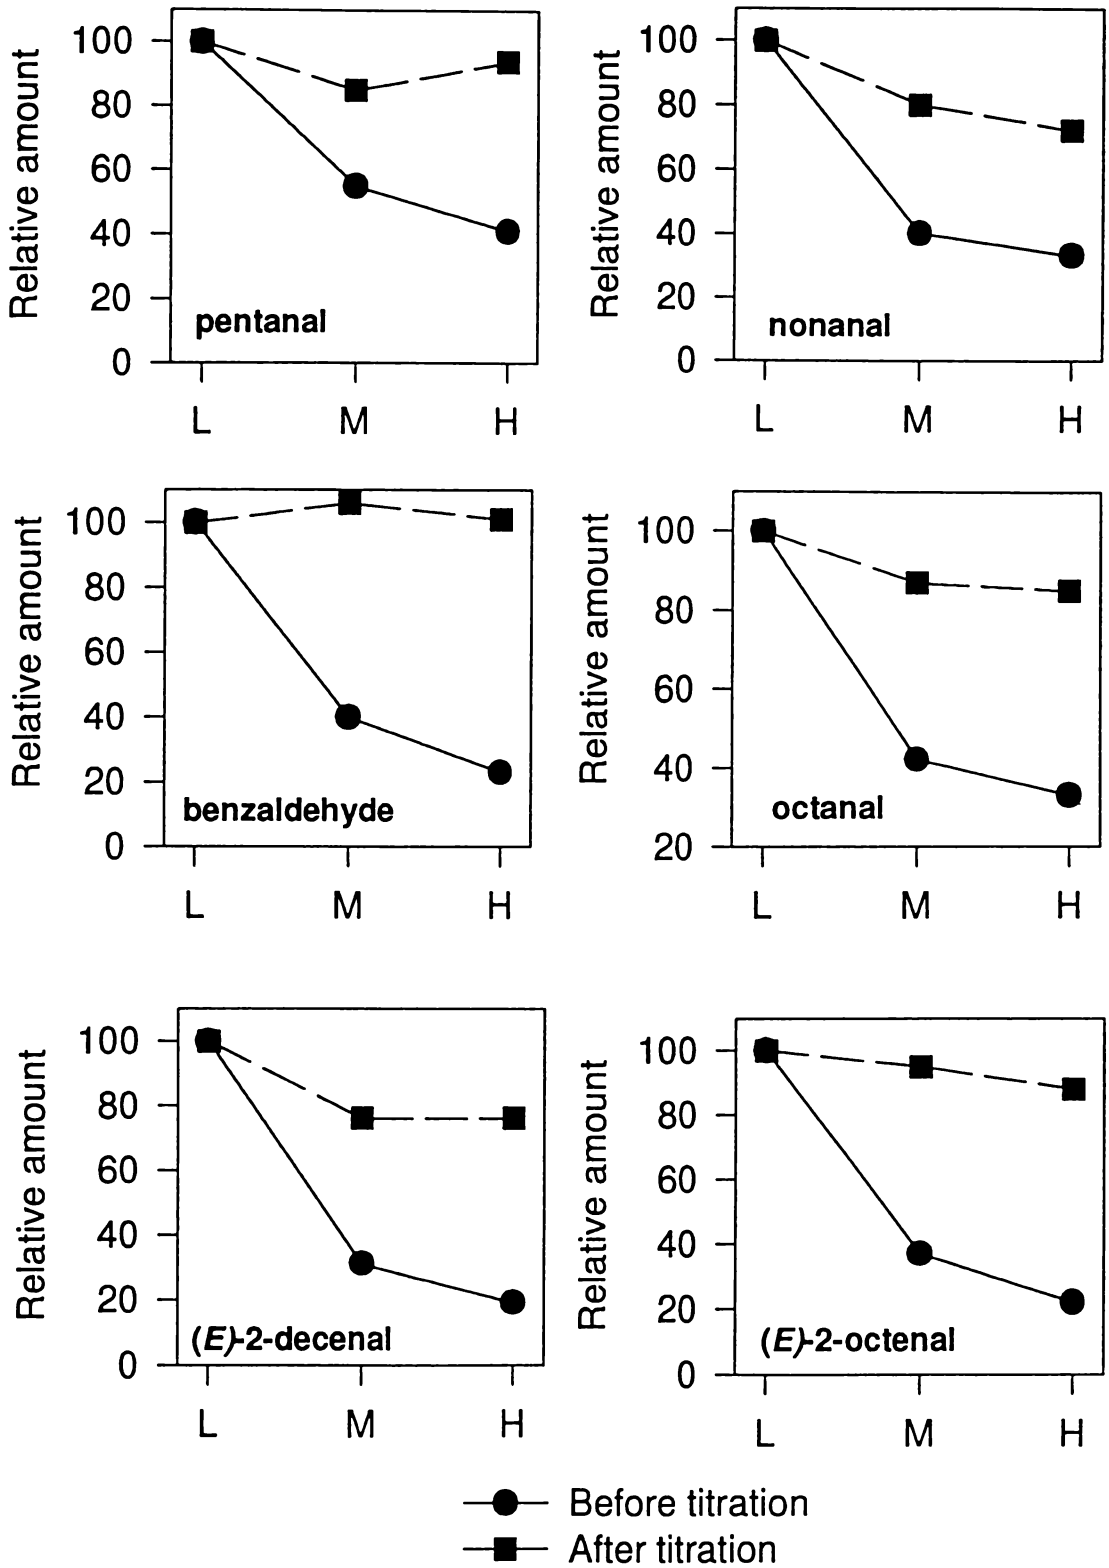 Relative amount
100
80
60
40
20
0
pentanal
L M H
Relative amount
100
80
60
40
20
0
nonanal
L M H
Relative amount
100
80
60
40
20
0
benzaldehyde
L M H
Relative amount
100
80
60
40
20
octanal
L M H
Relative amount
100
80
60
40
20
0
(E)-2-decenal
L M H
Relative amount
100
80
60
40
20
0
(E)-2-octenal
L M H
Before titration
After titration